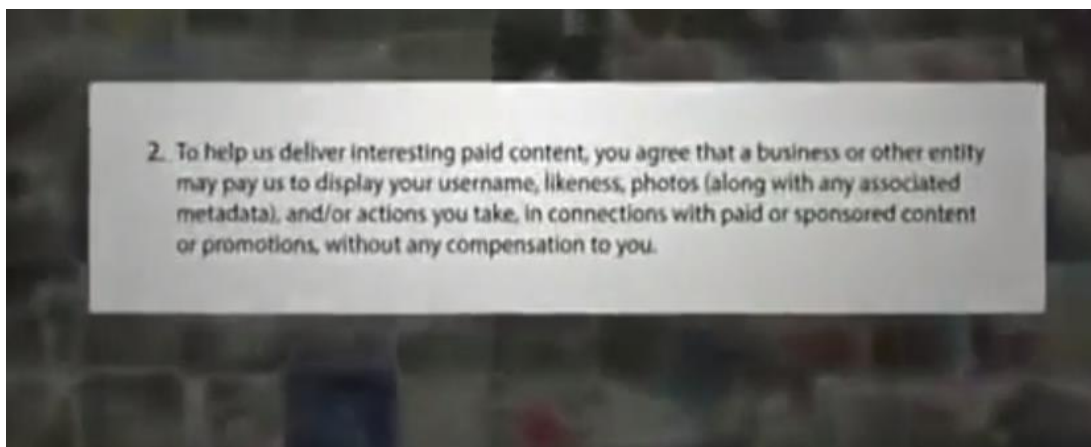 2. To help us deliver interesting paid content, you agree that a business or other entity
may pay us to display your username, likeness, photos (along with any associated
metadata), and/or actions you take, in connections with paid or sponsored content
or promotions, without any compensation to you.